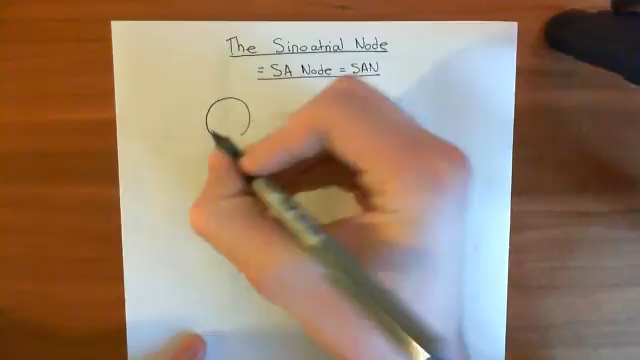 The Sinoatrial Node
= SA Node = SAN